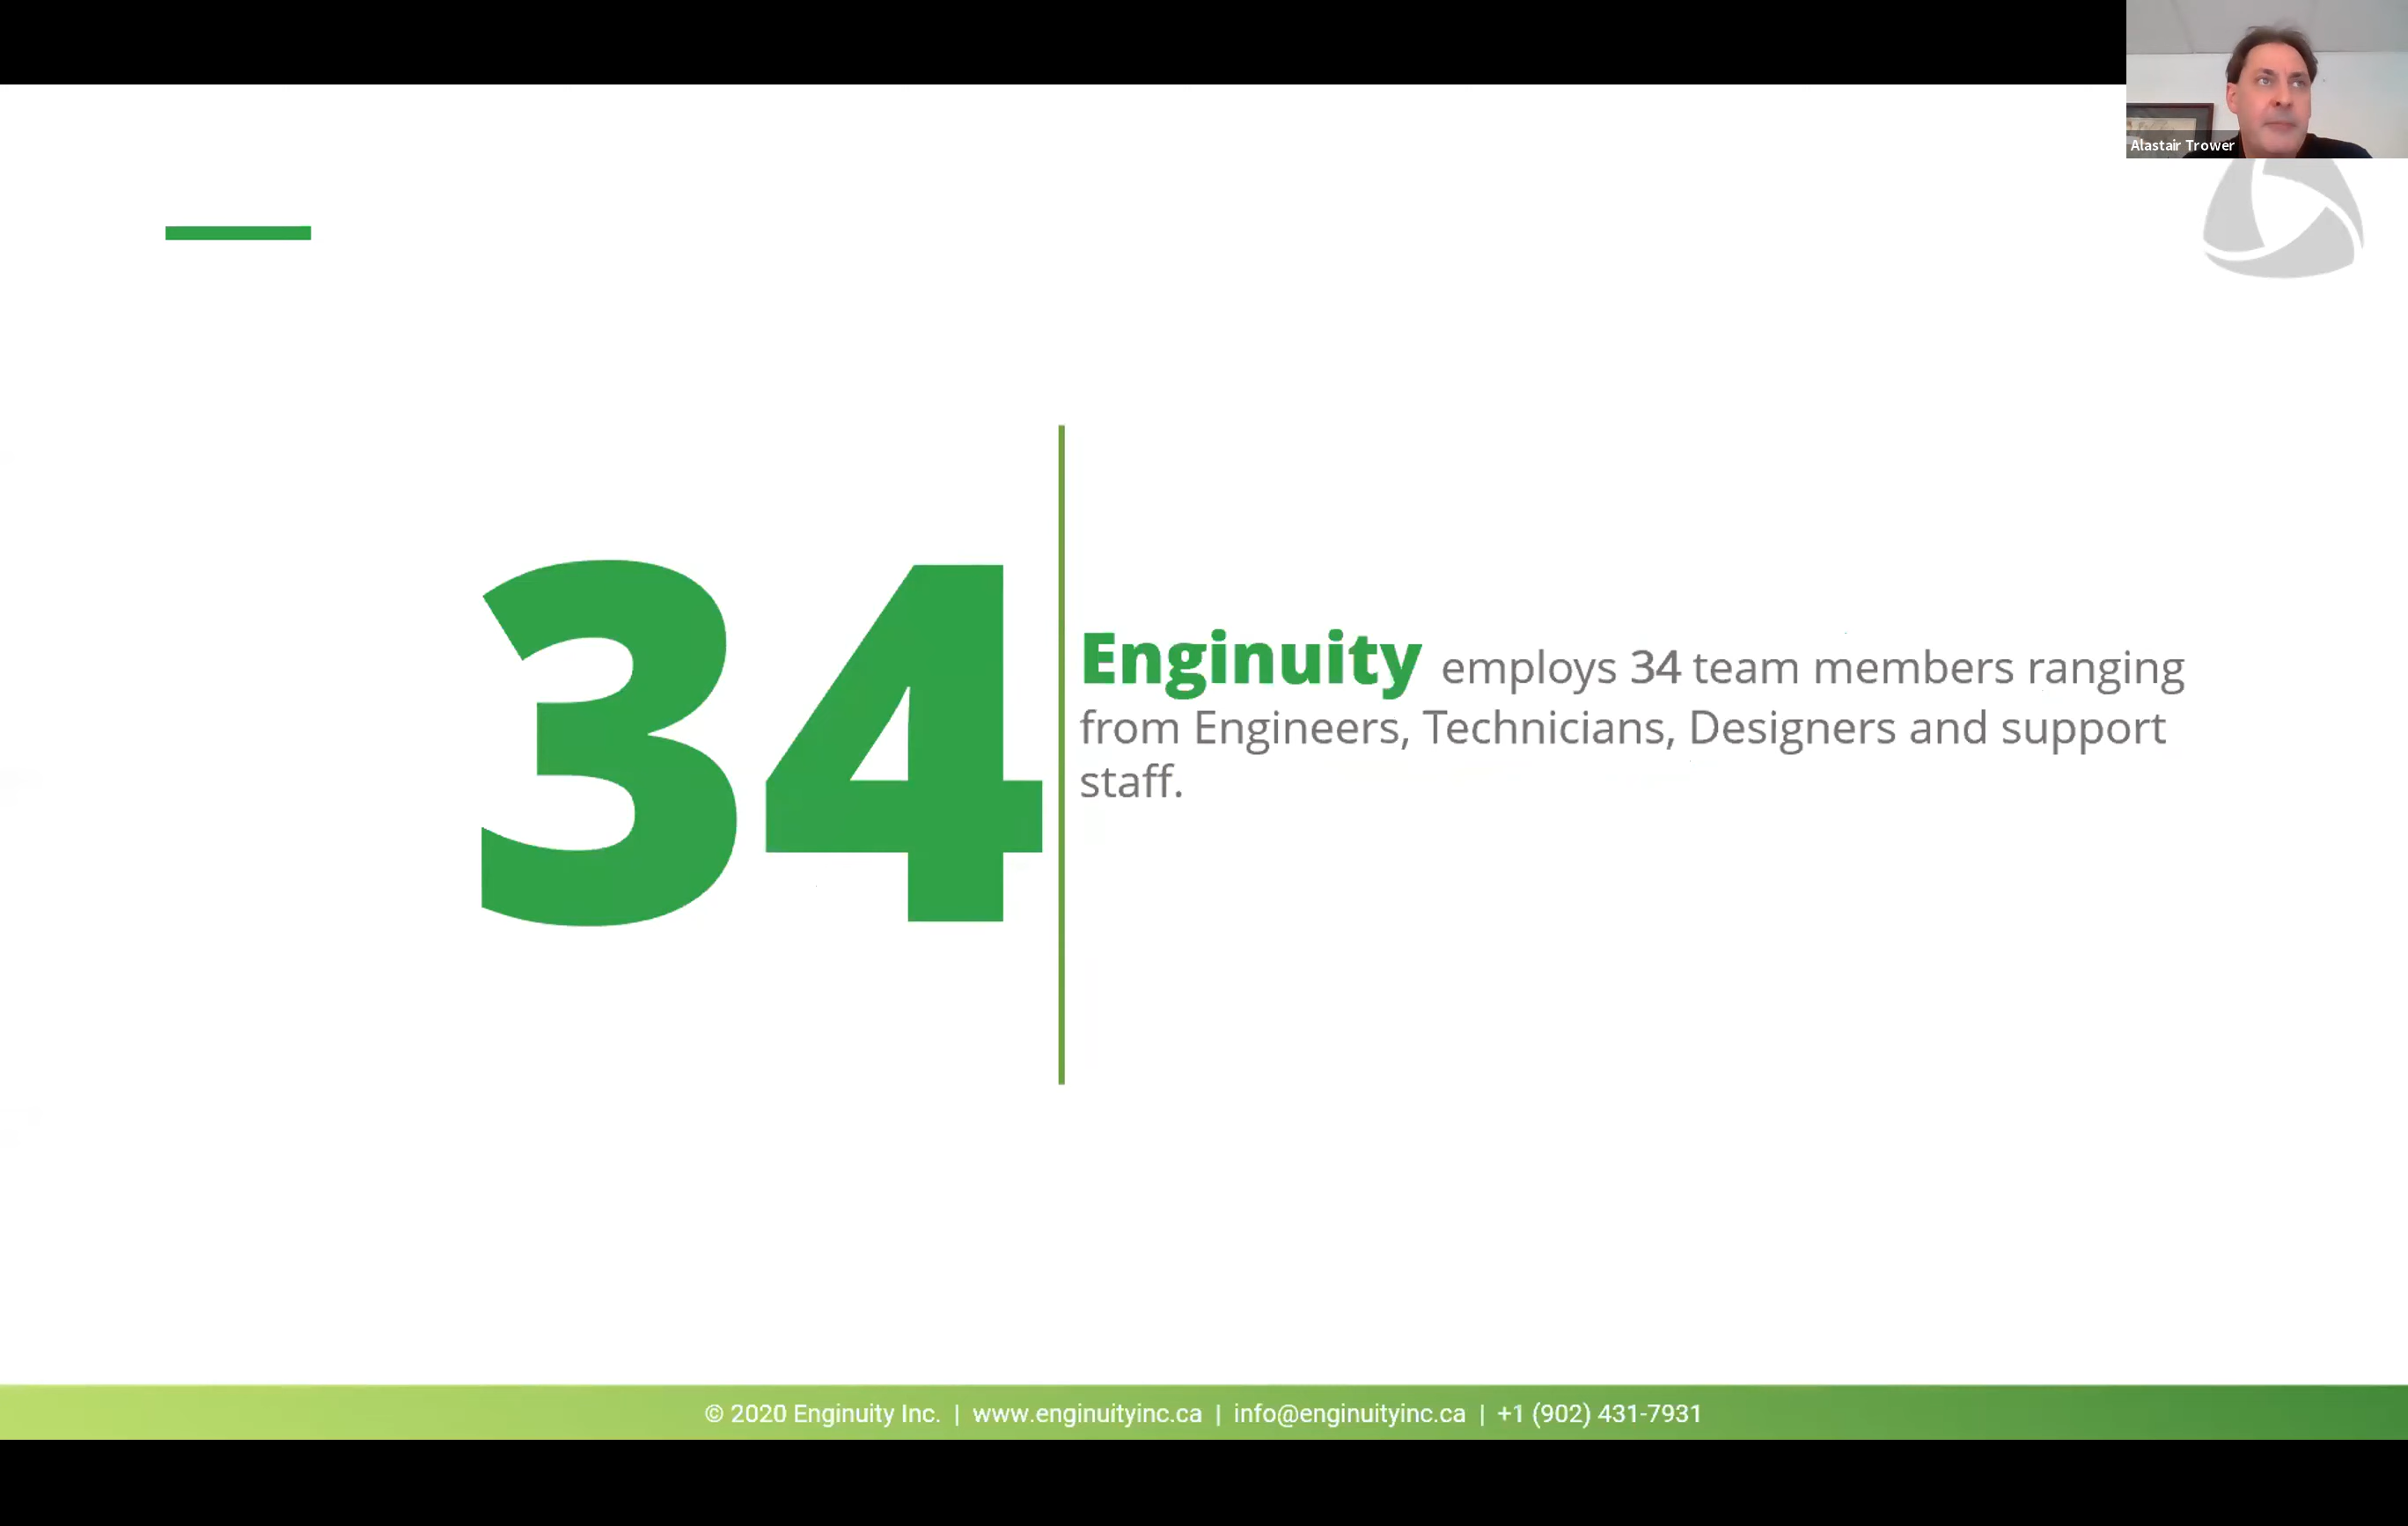 Alastair Trower
34
Enginuity employs 34 team members ranging
from Engineers, Technicians, Designers and support
staff.
© 2020 Enginuity Inc. | www.enginuityinc.ca | info@enginuityinc.ca | +1 (902) 431-7931